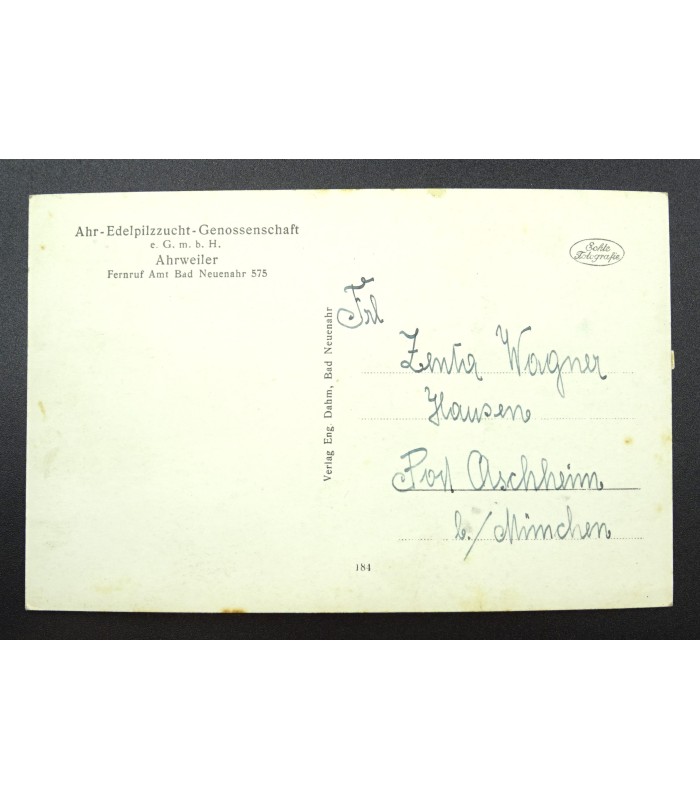 Ahr-Edelpilzzucht-Genossenschaft
e. G. m. b. H.
Ahrweiler
Fernruf Amt Bad Neuenahr 575
Echte
Fotografie
Verlag Eng. Dahm, Bad Neuenahr
Frl
Zenta Wagner
Hausen
Post Aschheim
b./München
184